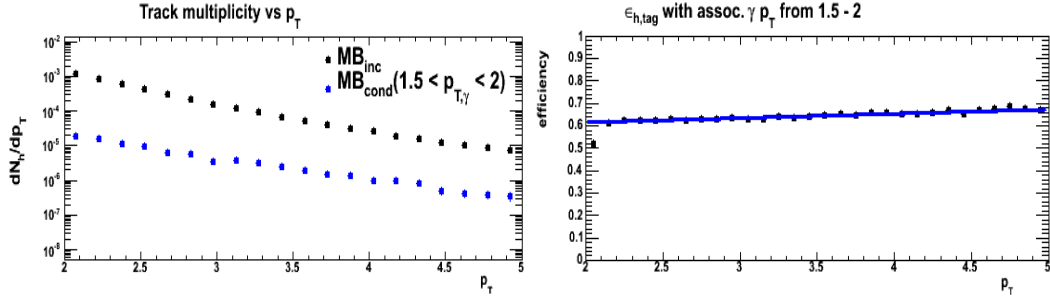 Track multiplicity vs p_T
dN_h/dp_T
10^-2
10^-3
10^-4
10^-5
10^-6
10^-7
10^-8
MB_inc
MB_cond(1.5 < p_T,γ < 2)
2 2.5 3 3.5 4 4.5 5
p_T
ϵ_h,tag with assoc. γ p_T from 1.5 - 2
efficiency
1
0.9
0.8
0.7
0.6
0.5
0.4
0.3
0.2
0.1
0
2 2.5 3 3.5 4 4.5 5
p_T